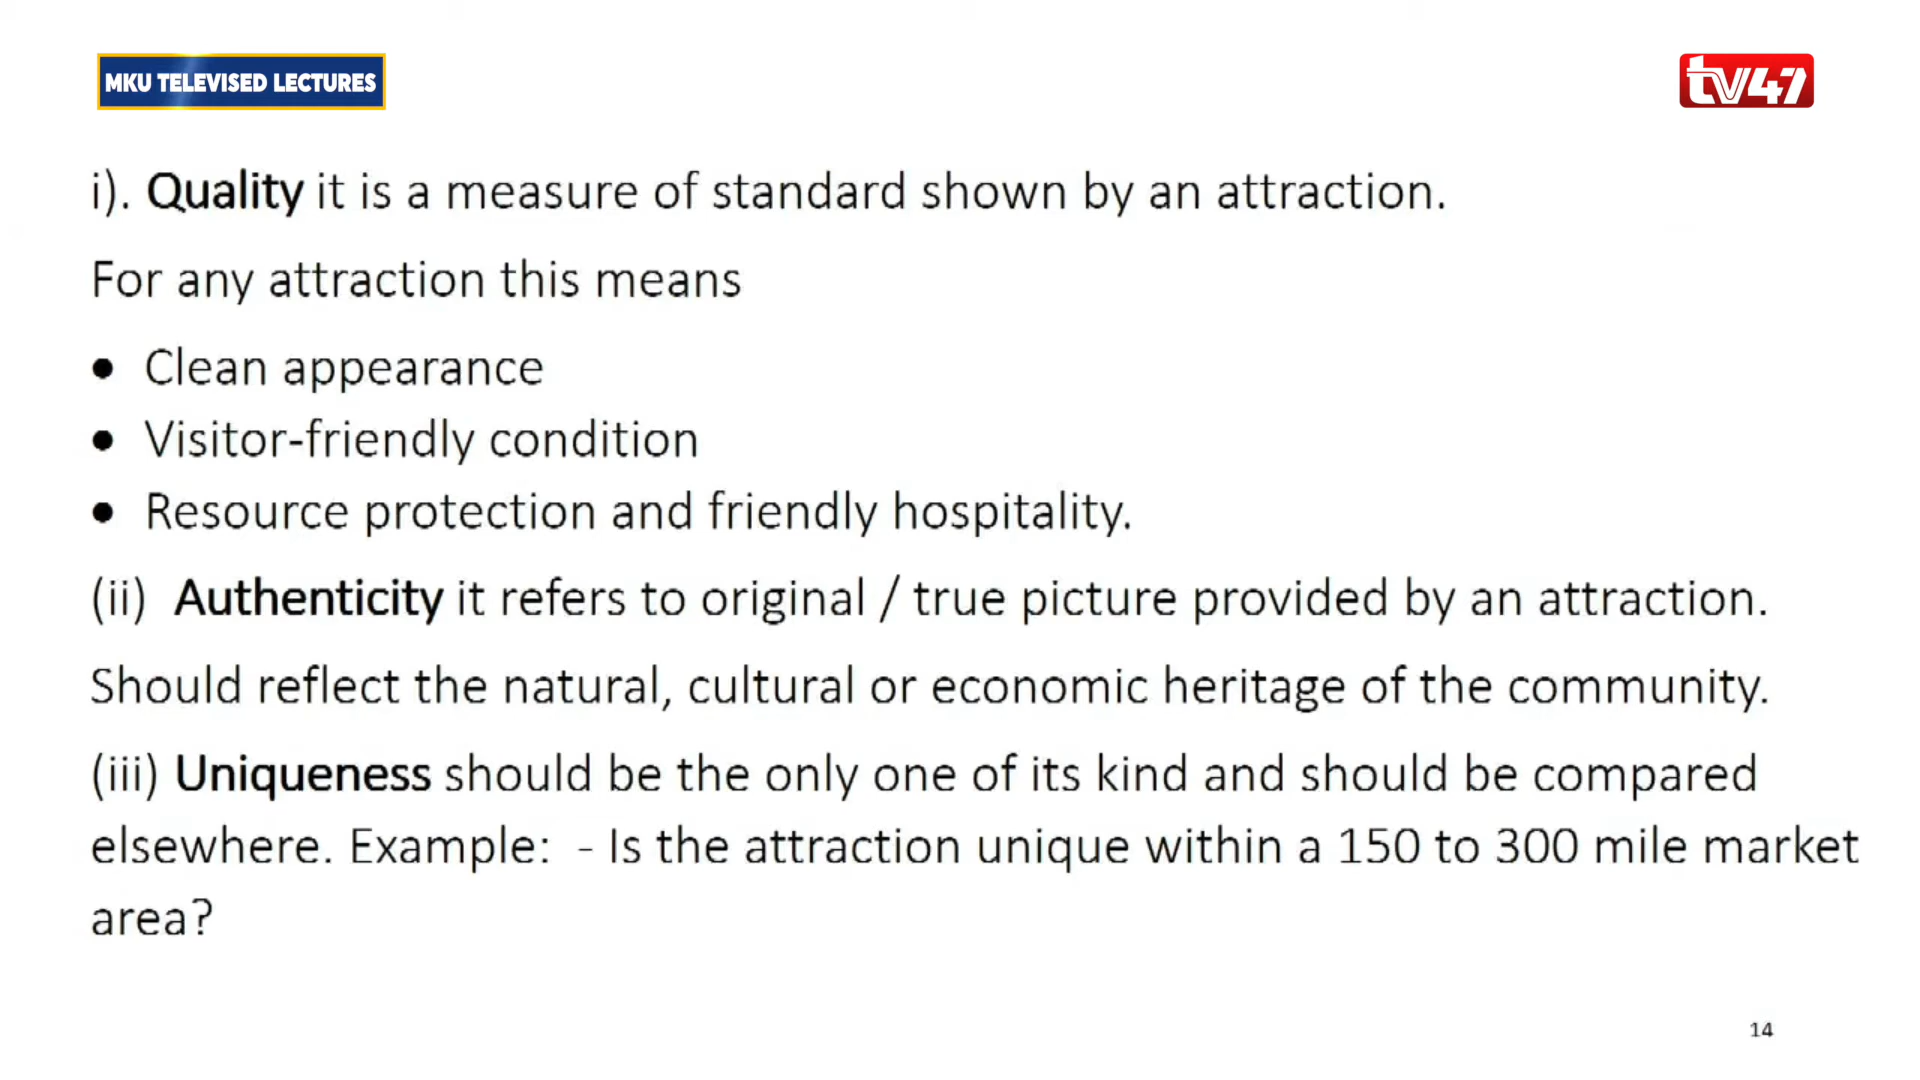 MKU TELEVISED LECTURES
tv47
i). Quality it is a measure of standard shown by an attraction.
For any attraction this means
• Clean appearance
• Visitor-friendly condition
• Resource protection and friendly hospitality.
(ii) Authenticity it refers to original / true picture provided by an attraction.
Should reflect the natural, cultural or economic heritage of the community.
(iii) Uniqueness should be the only one of its kind and should be compared
elsewhere. Example: - Is the attraction unique within a 150 to 300 mile market
area?
14